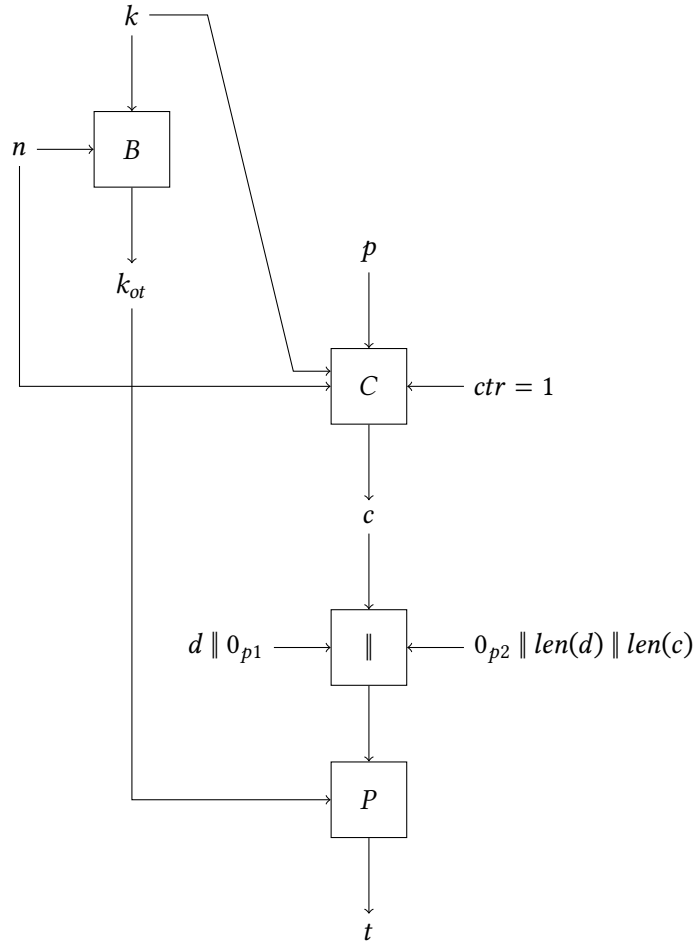 k
n
B
k_ot
p
C
ctr = 1
c
d ∥ 0_p1
∥
0_p2 ∥ len(d) ∥ len(c)
P
t